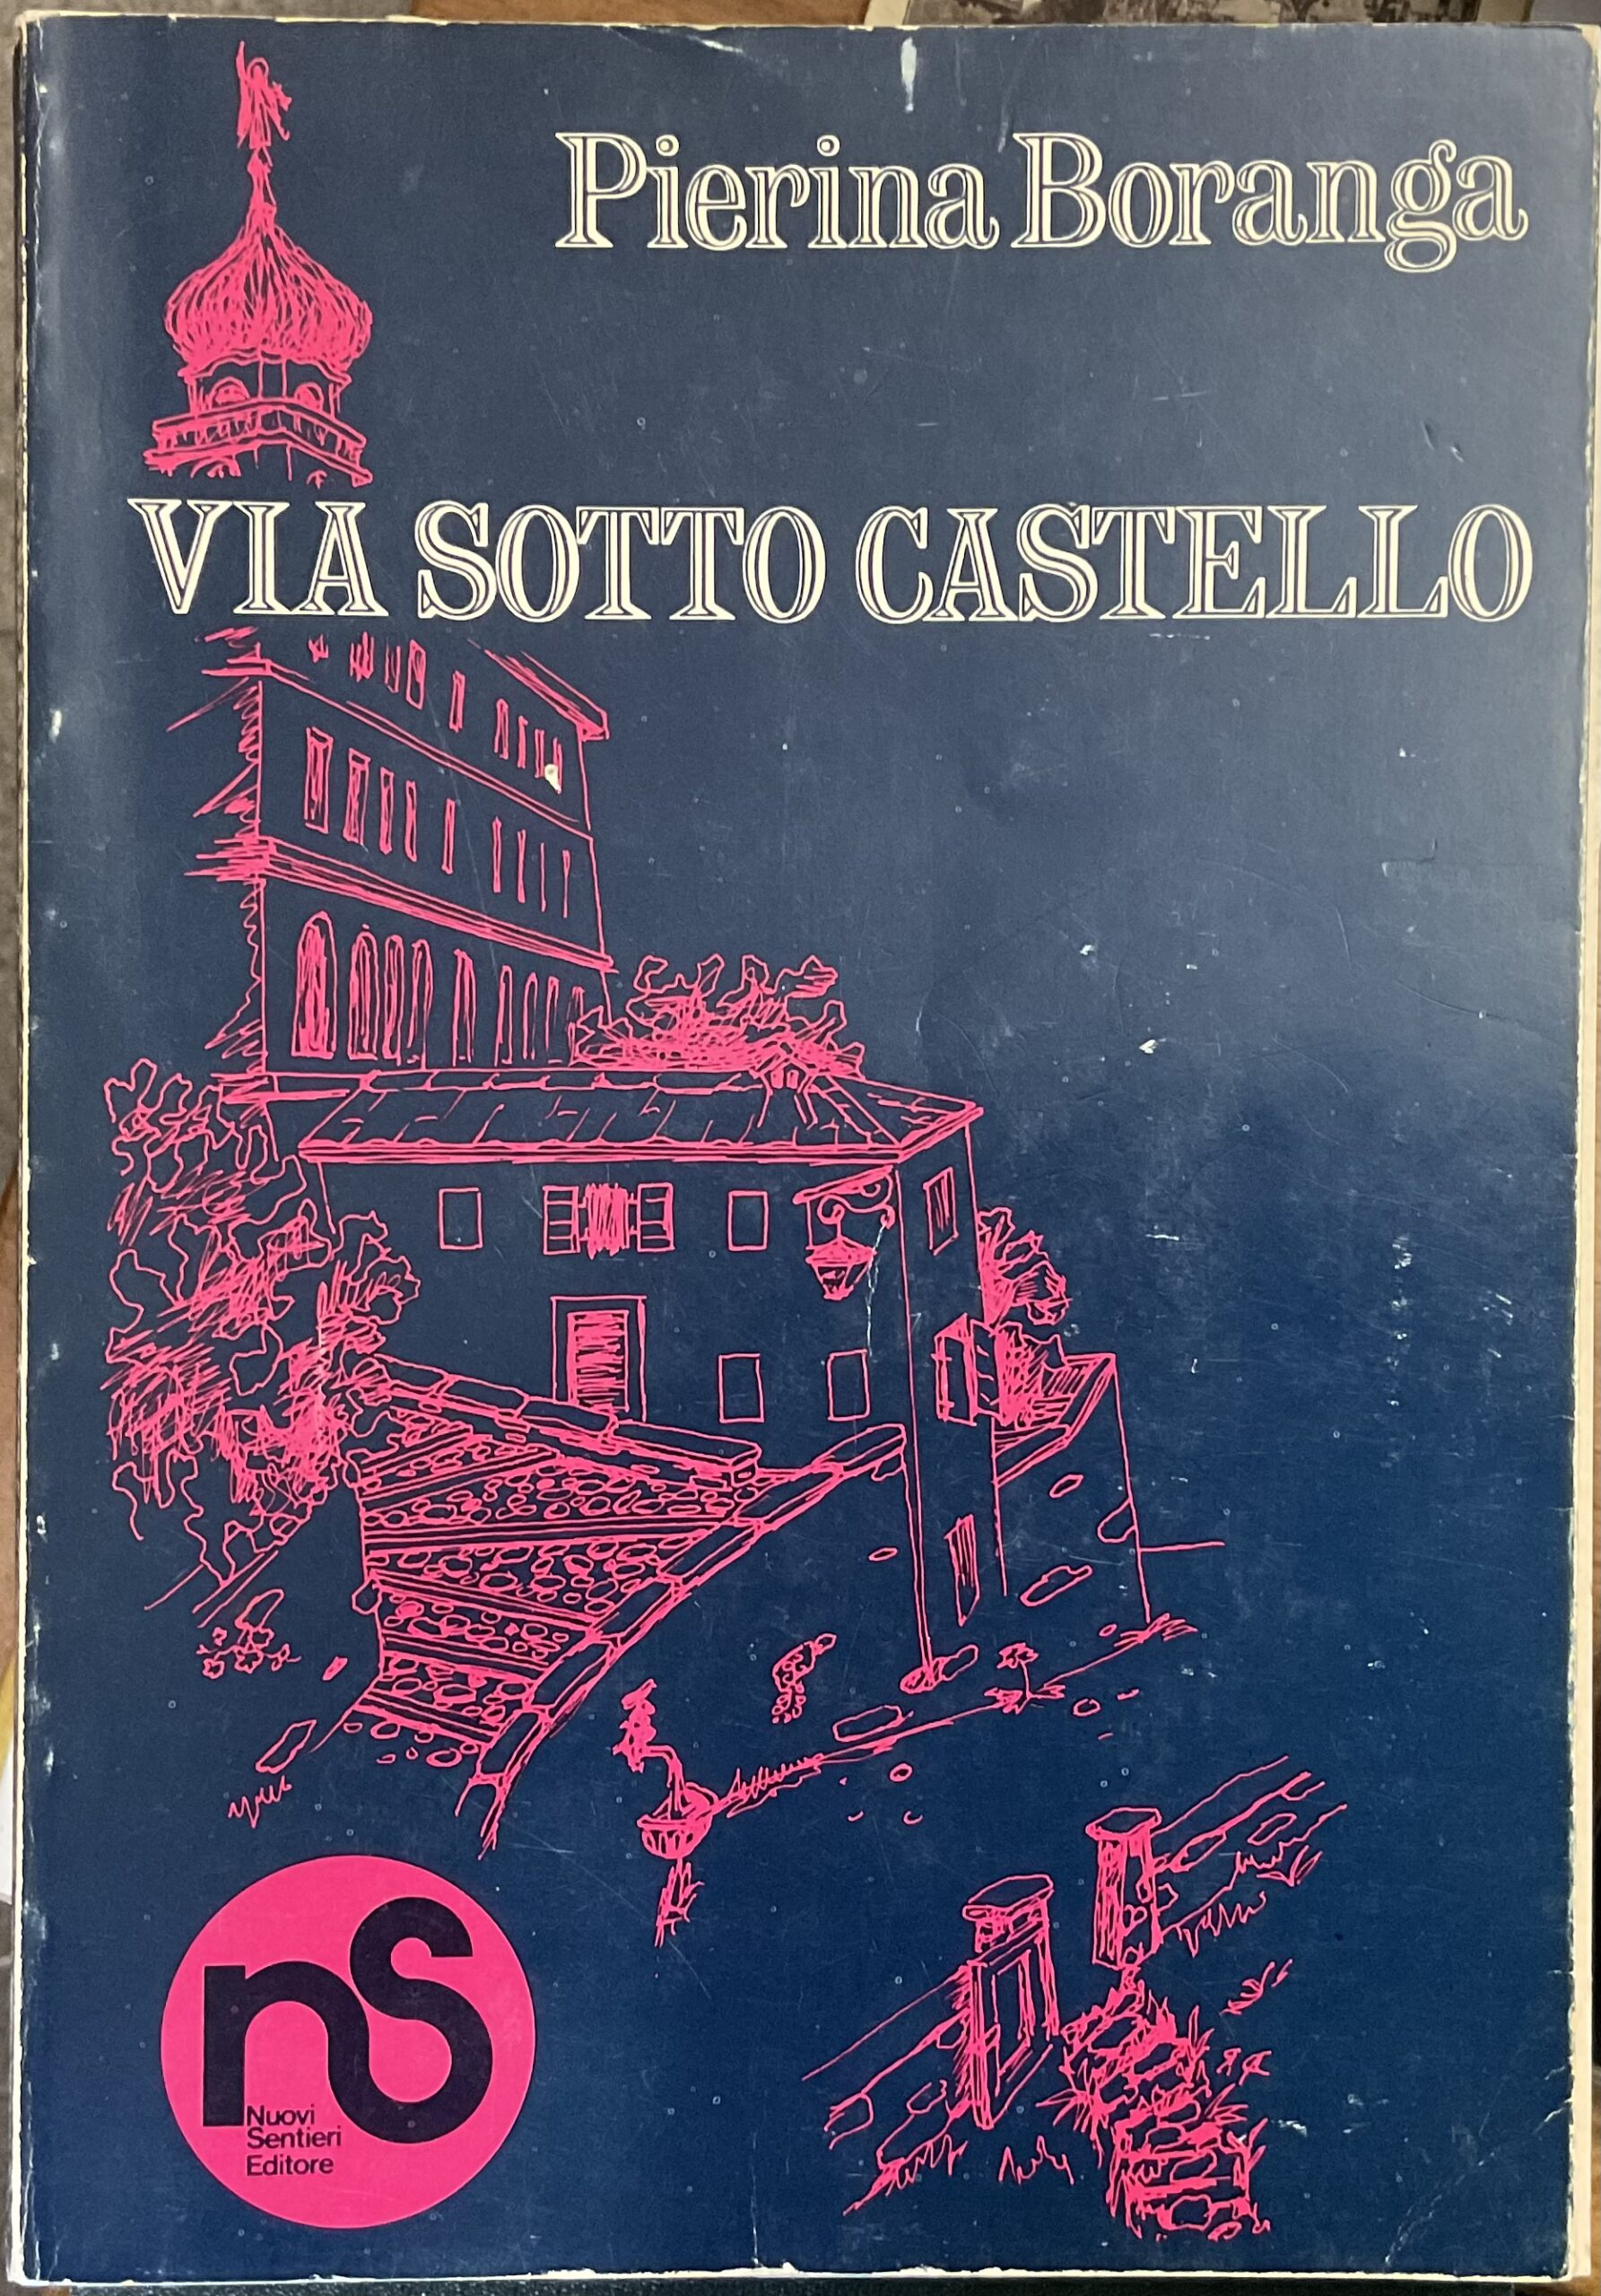 Pierina Boranga
VIA SOTTO CASTELLO
nS
Nuovi
Sentieri
Editore